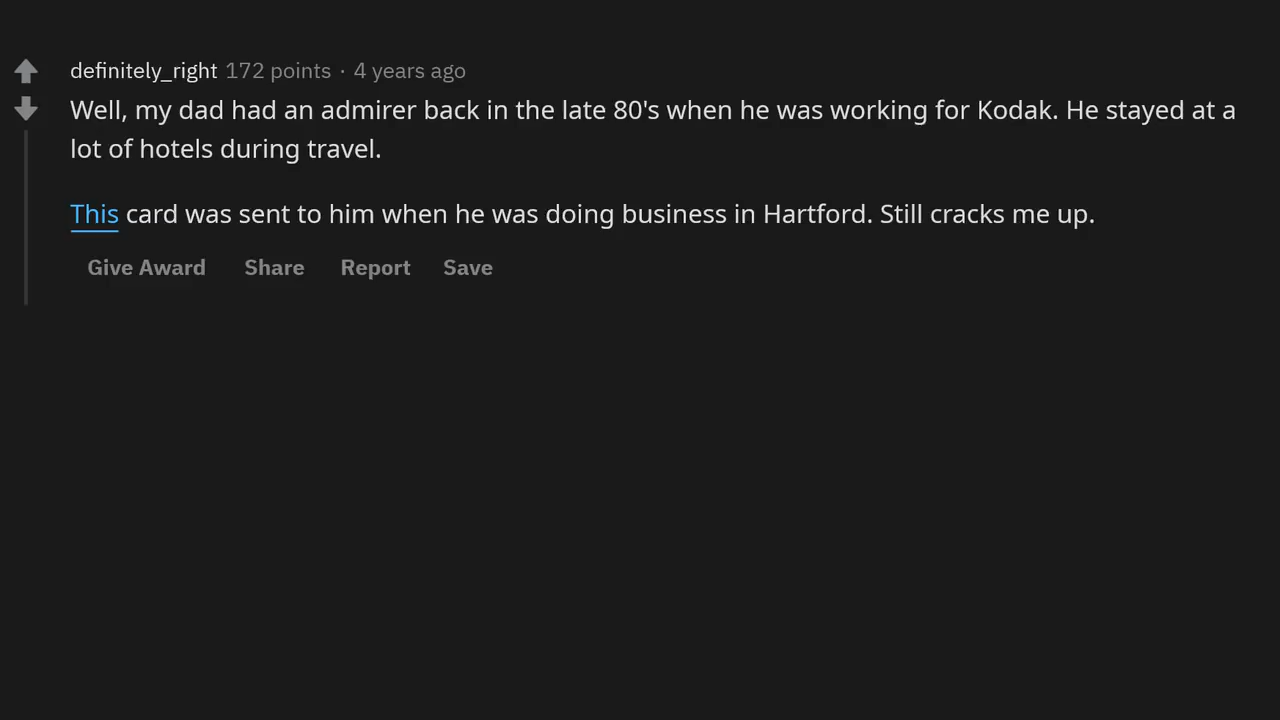 definitely_right 172 points · 4 years ago
Well, my dad had an admirer back in the late 80's when he was working for Kodak. He stayed at a
lot of hotels during travel.
This card was sent to him when he was doing business in Hartford. Still cracks me up.
Give Award Share Report Save